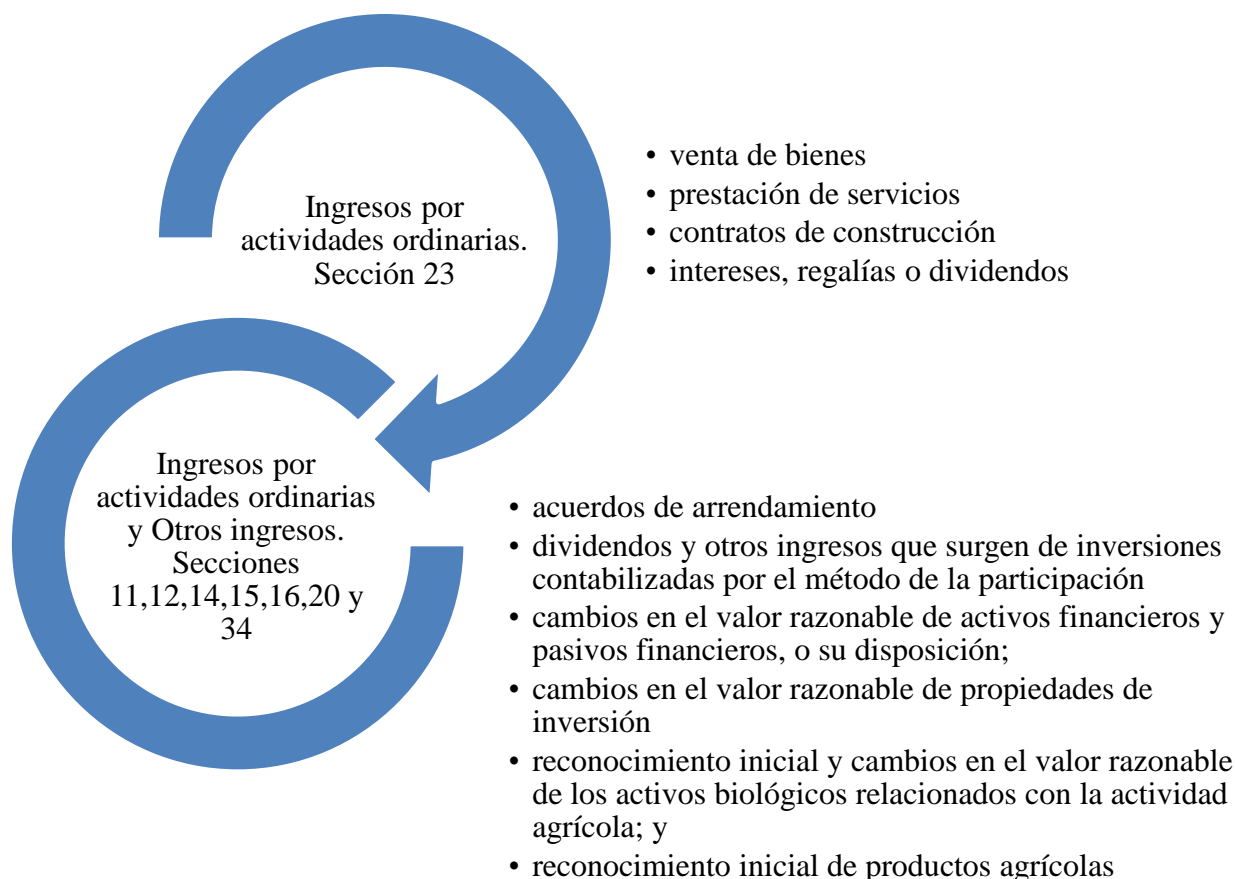 Ingresos por
actividades ordinarias.
Sección 23
• venta de bienes
• prestación de servicios
• contratos de construcción
• intereses, regalías o dividendos
Ingresos por
actividades ordinarias
y Otros ingresos.
Secciones
11,12,14,15,16,20 y
34
• acuerdos de arrendamiento
• dividendos y otros ingresos que surgen de inversiones
contabilizadas por el método de la participación
• cambios en el valor razonable de activos financieros y
pasivos financieros, o su disposición;
• cambios en el valor razonable de propiedades de
inversión
• reconocimiento inicial y cambios en el valor razonable
de los activos biológicos relacionados con la actividad
agrícola; y
• reconocimiento inicial de productos agrícolas